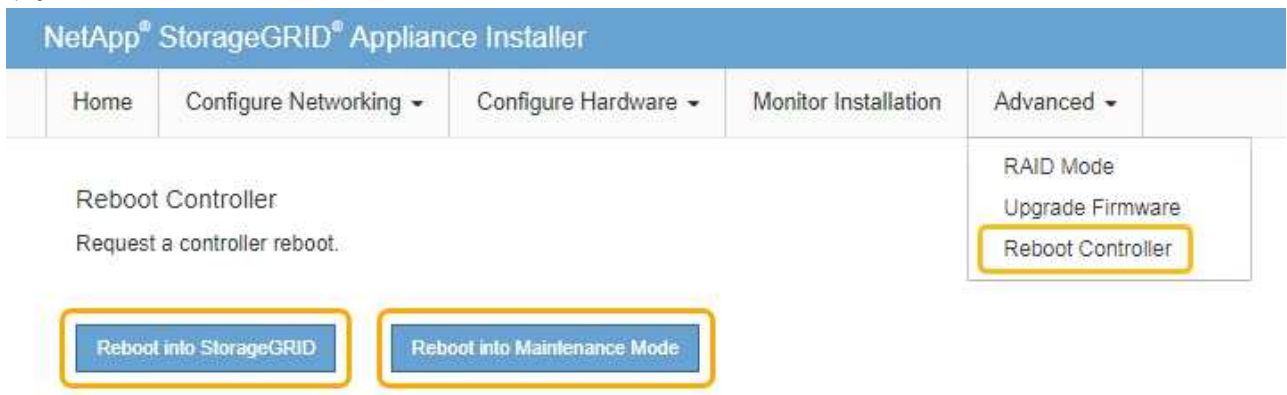 NetApp® StorageGRID® Appliance Installer
Home Configure Networking Configure Hardware Monitor Installation Advanced
RAID Mode
Upgrade Firmware
Reboot Controller
Reboot Controller
Request a controller reboot.
Reboot into StorageGRID Reboot into Maintenance Mode